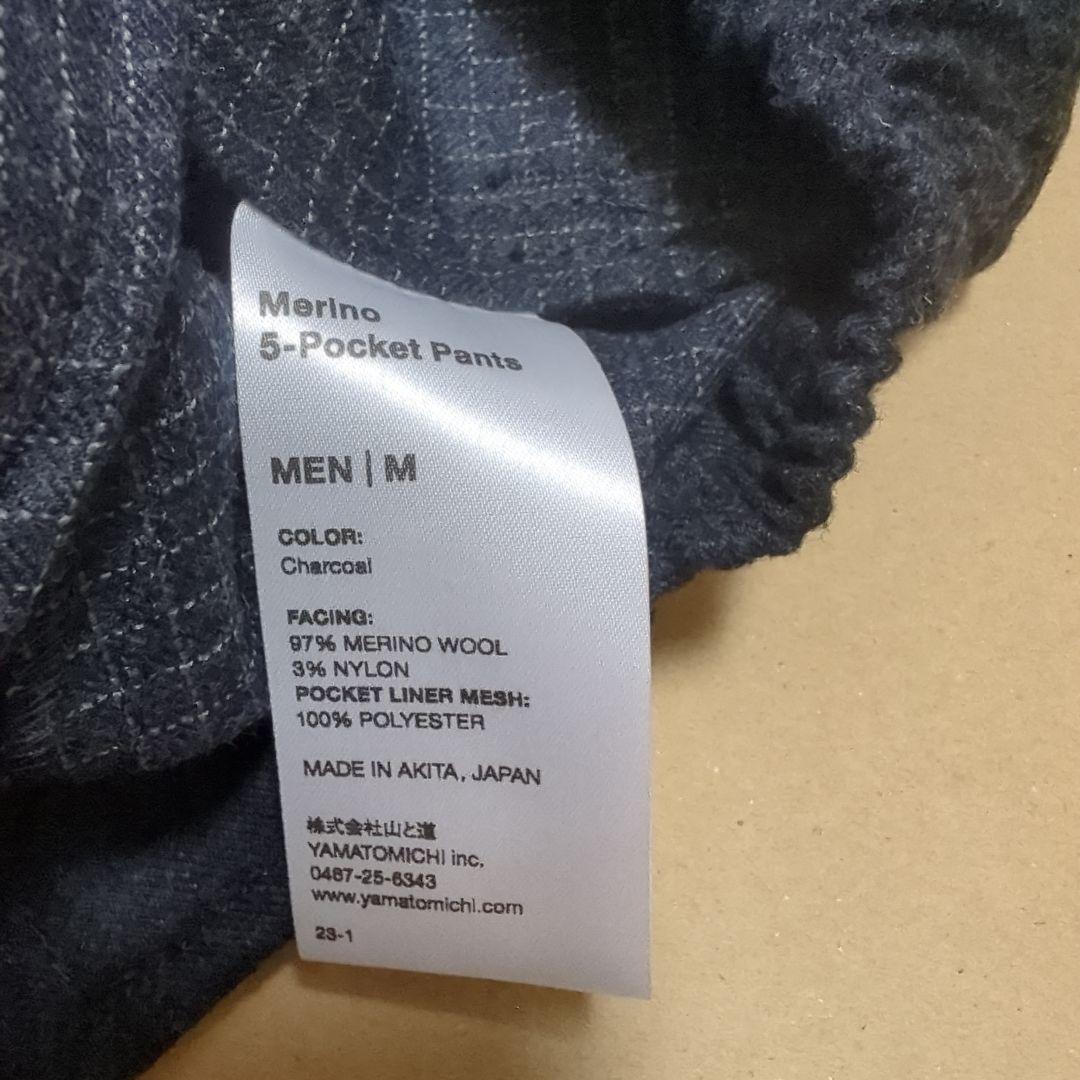 Merino
5-Pocket Pants
MEN | M
COLOR:
Charcoal
FACING:
97% MERINO WOOL
3% NYLON
POCKET LINER MESH:
100% POLYESTER
MADE IN AKITA, JAPAN
株式会社山と道
YAMATOMICHI inc.
0467-25-6343
www.yamatomichi.com
23-1